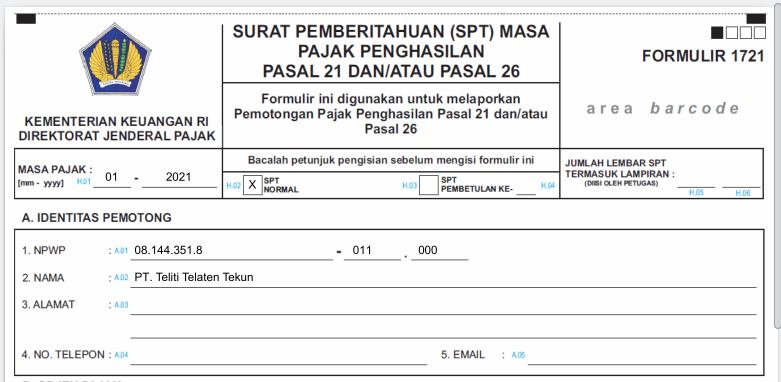 SURAT PEMBERITAHUAN (SPT) MASA
PAJAK PENGHASILAN
PASAL 21 DAN/ATAU PASAL 26
FORMULIR 1721
KEMENTERIAN KEUANGAN RI
DIREKTORAT JENDERAL PAJAK
Formulir ini digunakan untuk melaporkan
Pemotongan Pajak Penghasilan Pasal 21 dan/atau
Pasal 26
area barcode
MASA PAJAK :
[mm - yyyy] H.01 01 - 2021
Bacalah petunjuk pengisian sebelum mengisi formulir ini
H.02 X SPT NORMAL
H.03 SPT PEMBETULAN KE- H.04
JUMLAH LEMBAR SPT
TERMASUK LAMPIRAN :
(DIISI OLEH PETUGAS)
H.05 H.06
A. IDENTITAS PEMOTONG
1. NPWP : A.01 08.144.351.8 - 011 . 000
2. NAMA : A.02 PT. Teliti Telaten Tekun
3. ALAMAT : A.03
4. NO. TELEPON : A.04 5. EMAIL : A.05